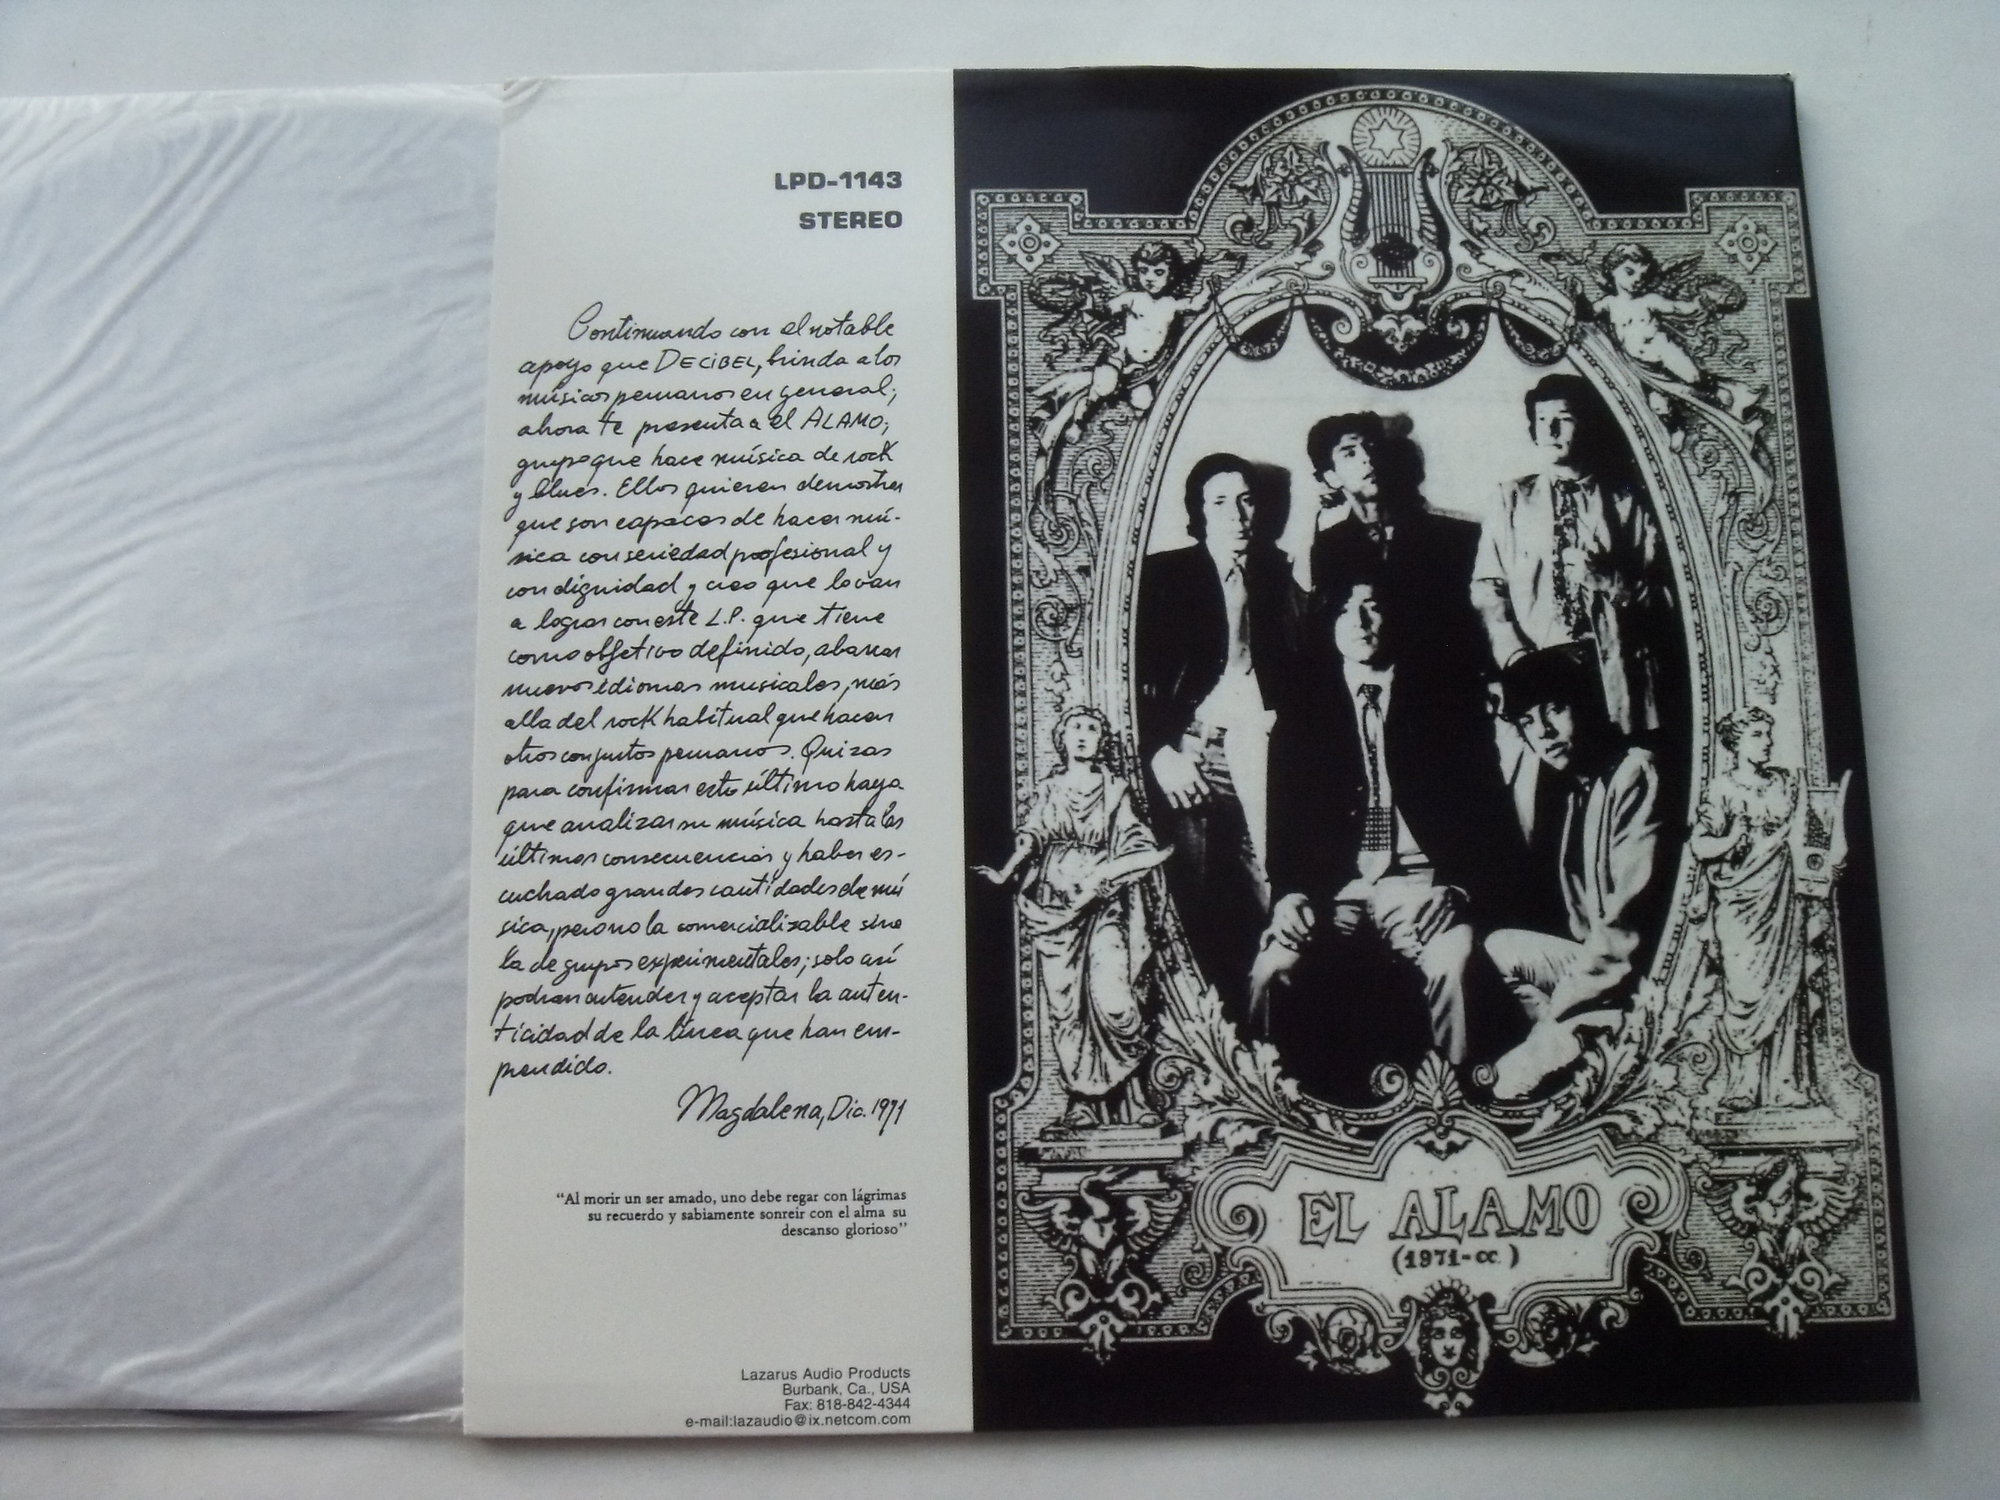 LPD-1143
STEREO
Continuando con el notable
apoyo que DECIBEL, brinda a los
músicos peruanos en general;
ahora te presenta a el ALAMO;
grupo que hace música de rock
y blues. Ellos quieren demostrar
que son capaces de hacer mú-
sica con seriedad profesional y
con dignidad y creo que lo van
a lograr con este L.P. que tiene
como objetivo definido, abarcar
nuevos idiomas musicales, más
alla del rock habitual que hacen
otros conjuntos peruanos. Quizas
para confirmar esto último haya
que analizar su música hasta las
últimas consecuencias y haber es-
cuchado grandes cantidades de mú
sica, pero no la comercializable sino
la de grupos experimentales; solo así
podran entender y aceptar la auten-
ticidad de la línea que han em-
prendido.
Magdalena, Dic. 1971
"Al morir un ser amado, uno debe regar con lágrimas
su recuerdo y sabiamente sonreír con el alma su
descanso glorioso"
Lazarus Audio Products
Burbank, Ca., USA
Fax: 818-842-4344
e-mail:lazaudio@ix.netcom.com
EL ALAMO
(1971-cc.)